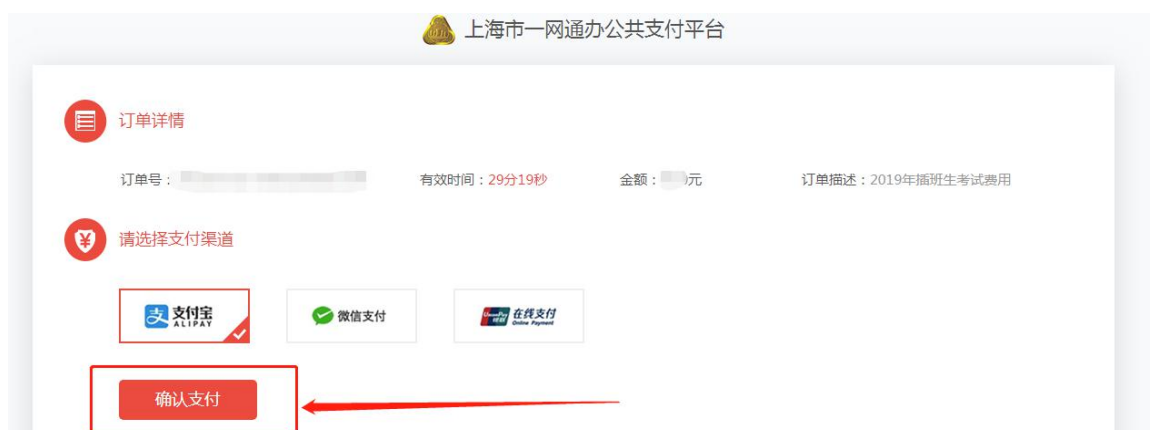 上海市一网通办公共支付平台
订单详情
订单号： 有效时间：29分19秒 金额： 元 订单描述：2019年插班生考试费用
请选择支付渠道
支付宝 ALIPAY 微信支付 UnionPay 银联 在线支付 Online Payment
确认支付